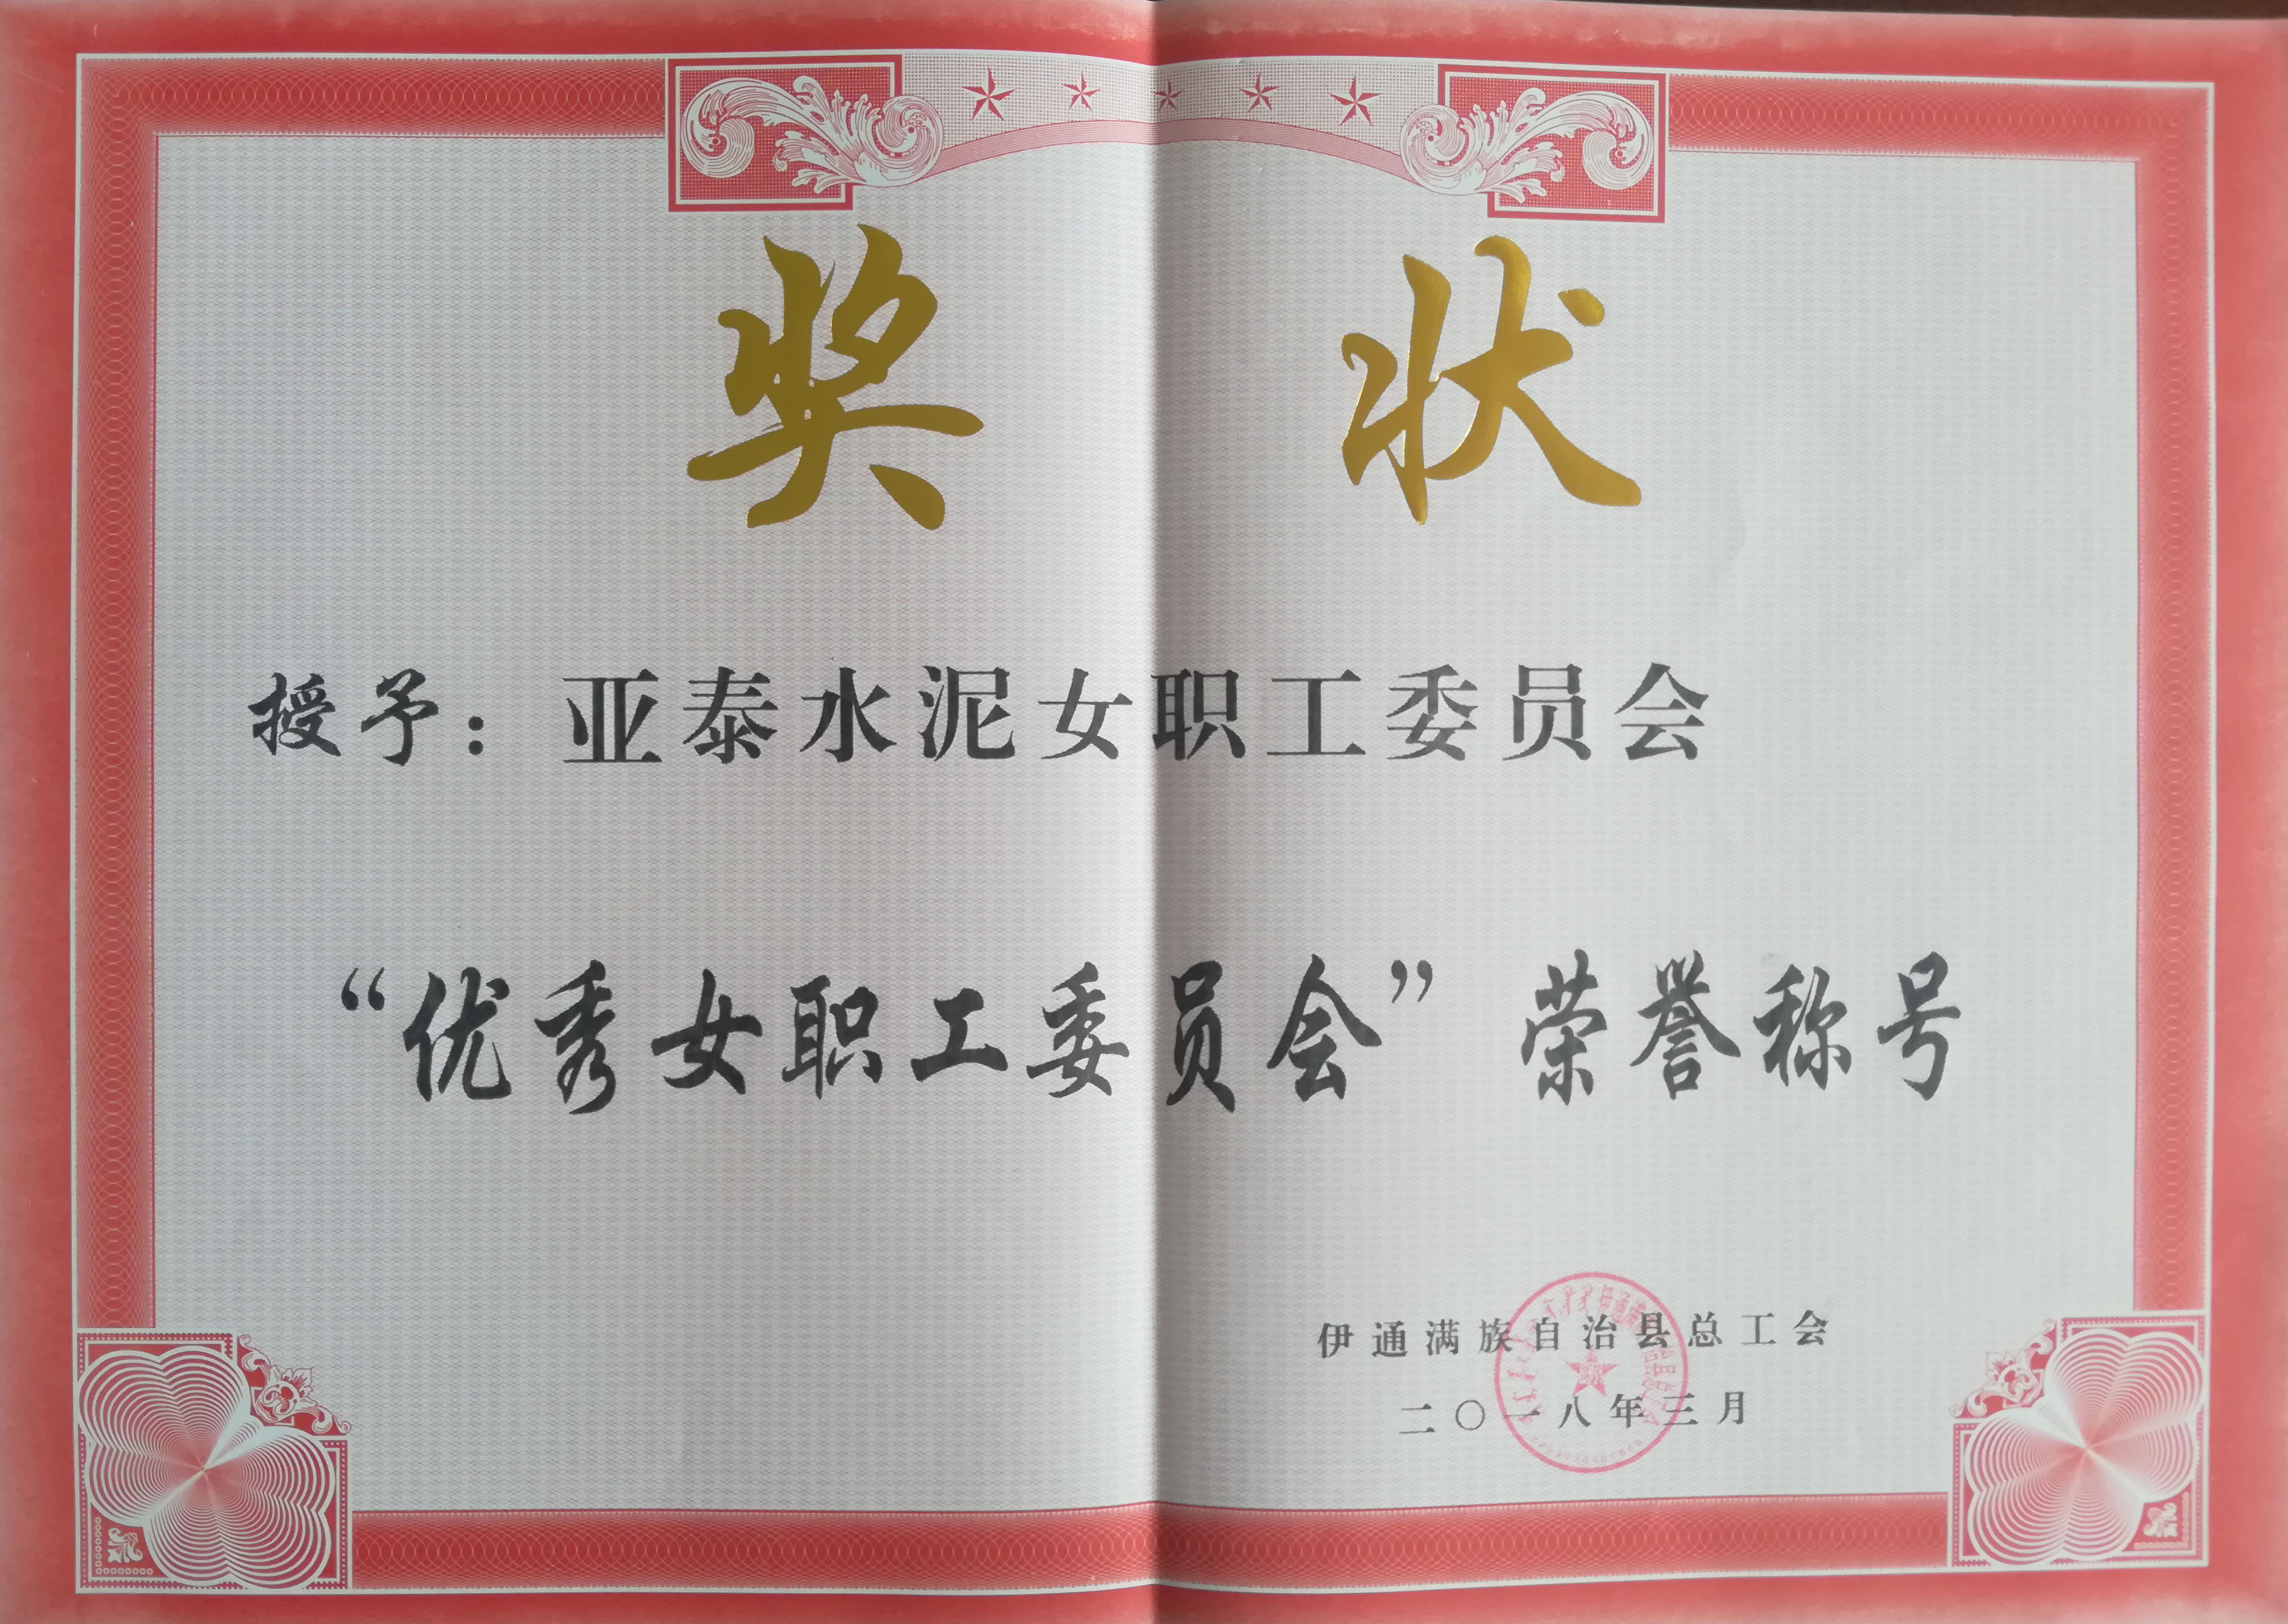 奖状
授予：亚泰水泥女职工委员会
“优秀女职工委员会”荣誉称号
伊通满族自治县总工会
二〇一八年三月